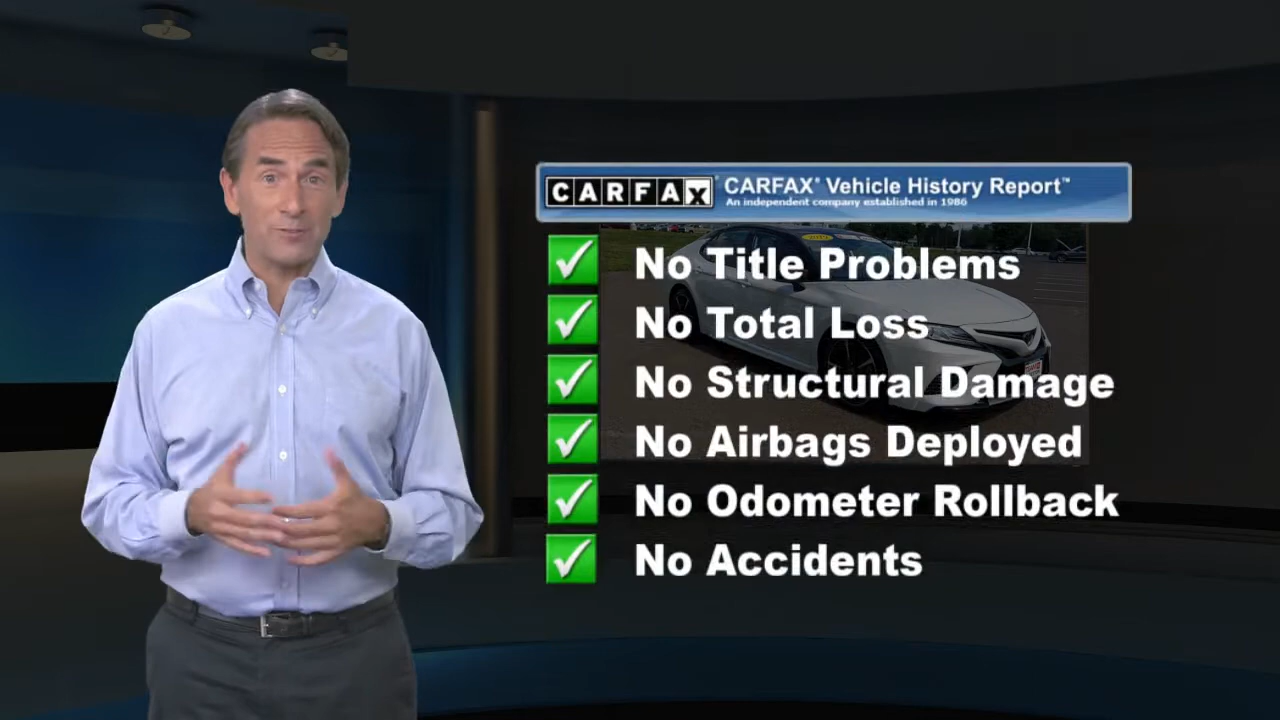 CARFAX® CARFAX® Vehicle History Report™
An independent company established in 1986
No Title Problems
No Total Loss
No Structural Damage
No Airbags Deployed
No Odometer Rollback
No Accidents